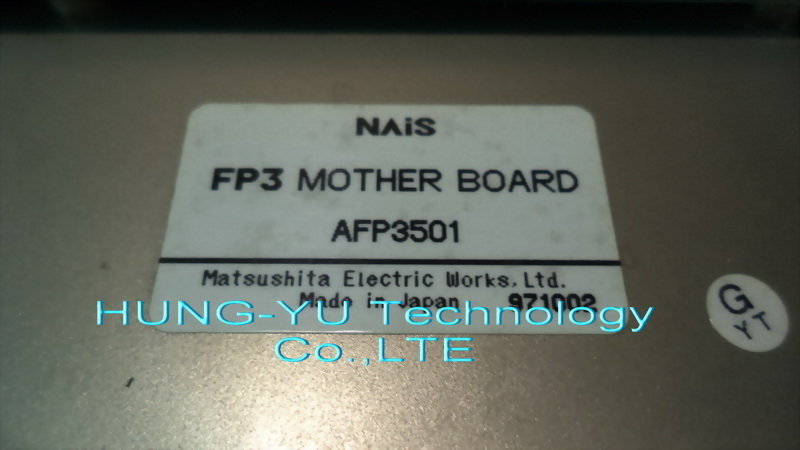 NAiS
FP3 MOTHER BOARD
AFP3501
Matsushita Electric Works, Ltd.
Made in Japan 971002
HUNG-YU Technology
Co.,LTE
G
YT